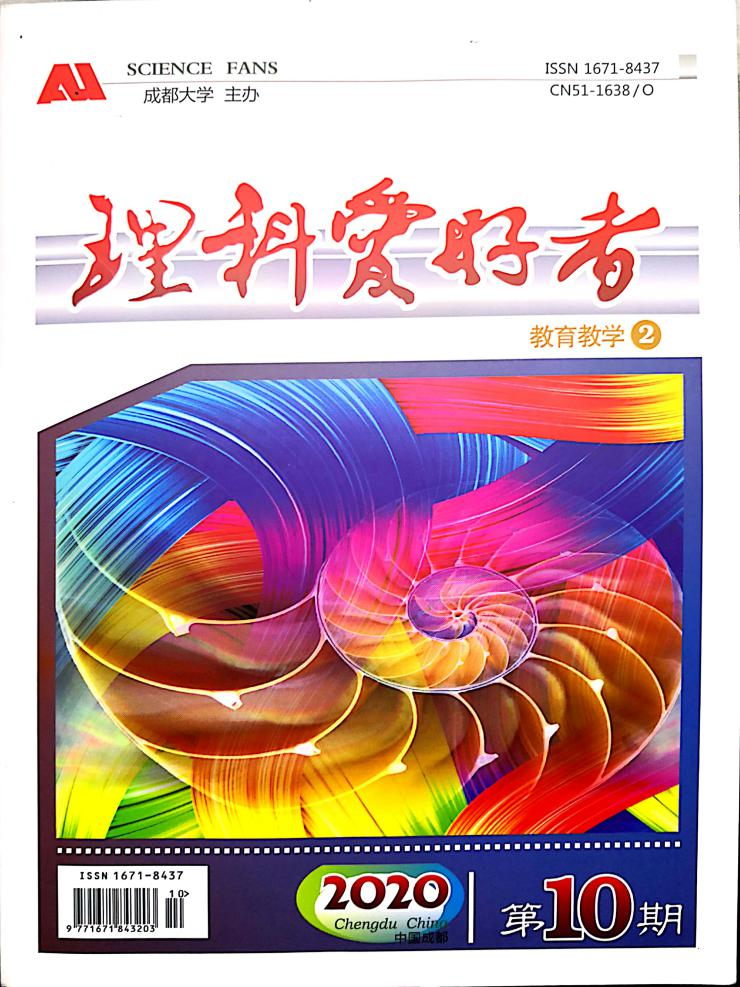 SCIENCE FANS
成都大学 主办
ISSN 1671-8437
CN51-1638/O
理科爱好者
教育教学 2
ISSN 1671-8437
10>
9 771671 843203
2020
Chengdu China
中国成都
第10期